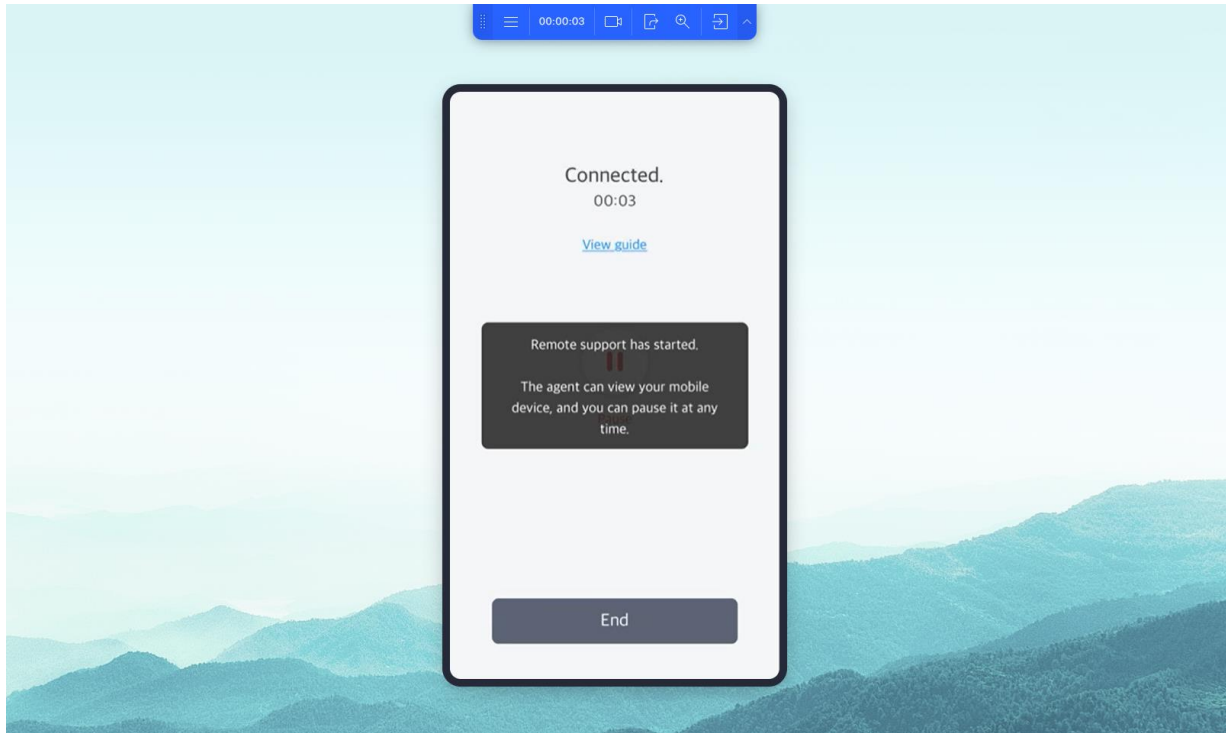 00:00:03
Connected.
00:03
View guide
Remote support has started.
The agent can view your mobile
device, and you can pause it at any
time.
End